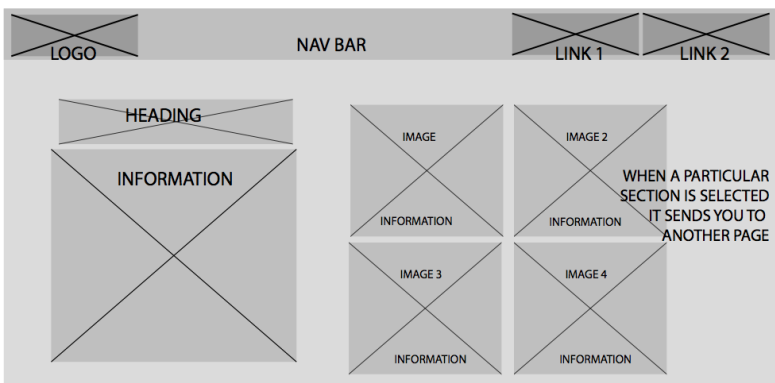 LOGO
NAV BAR
LINK 1
LINK 2
HEADING
INFORMATION
IMAGE
INFORMATION
IMAGE 2
INFORMATION
IMAGE 3
INFORMATION
IMAGE 4
INFORMATION
WHEN A PARTICULAR
SECTION IS SELECTED
IT SENDS YOU TO
ANOTHER PAGE